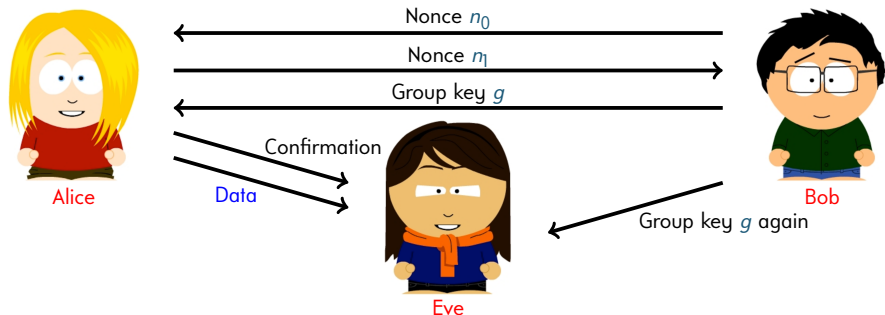 Nonce n₀
Nonce n₁
Group key g
Confirmation
Data
Alice
Bob
Group key g again
Eve